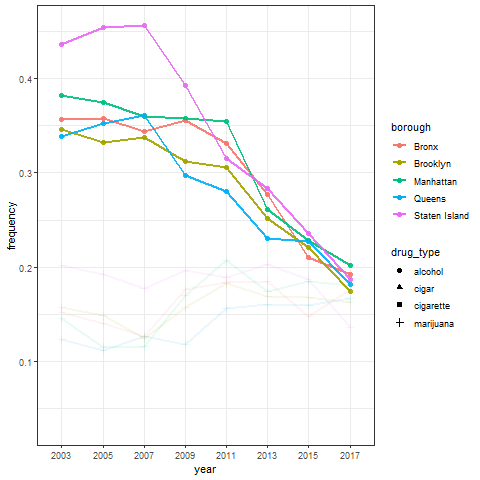 frequency
0.4
0.3
0.2
0.1
2003 2005 2007 2009 2011 2013 2015 2017
year
borough
Bronx
Brooklyn
Manhattan
Queens
Staten Island
drug_type
alcohol
cigar
cigarette
marijuana